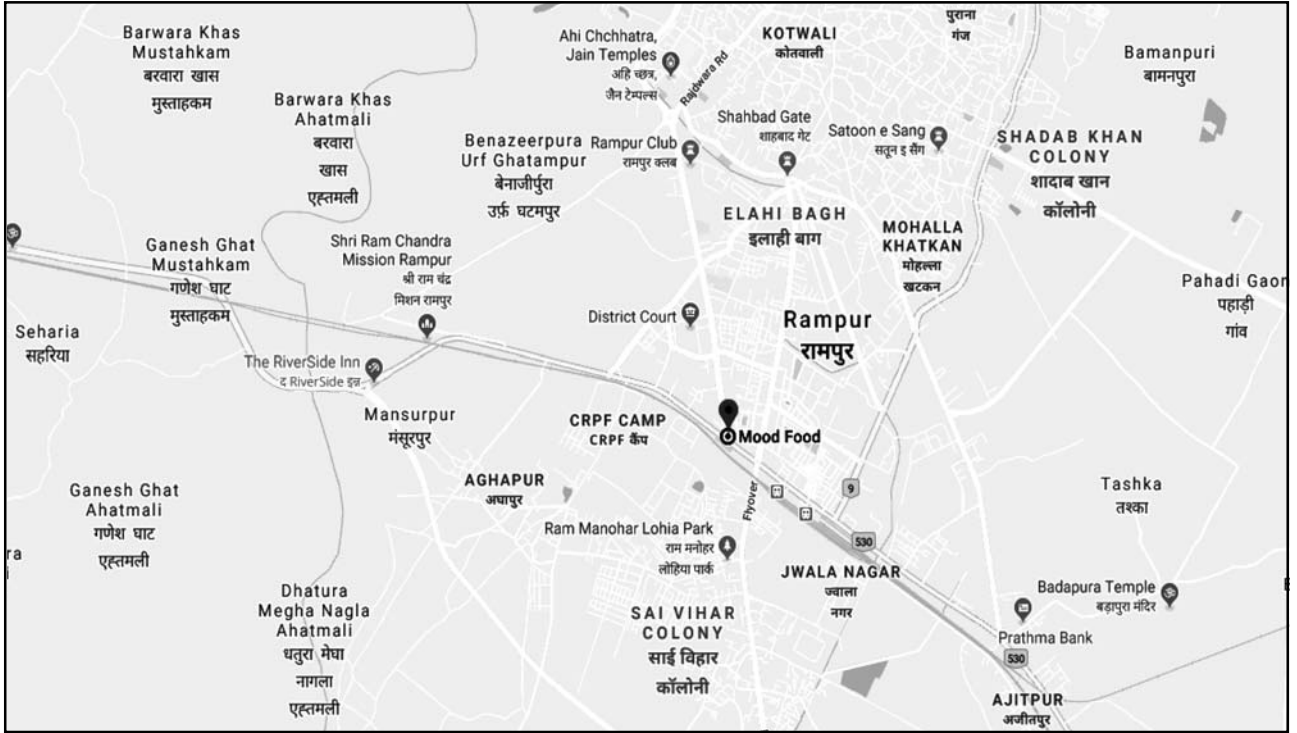 Barwara Khas
Mustahkam
बरवारा खास
मुस्ताहकम
Ahi Chchhatra,
Jain Temples
अहि च्छत्र,
जैन टेम्पल्स
Rajdwara Rd
KOTWALI
कोतवाली
पुराना
गंज
Bamanpuri
बामनपुरा
Barwara Khas
Ahatmali
बरवारा
खास
एह्तमली
Benazeerpura
Urf Ghatampur
बेनाजीर्पुरा
उर्फ़ घटमपुर
Rampur Club
रामपुर क्लब
Shahbad Gate
शाहबाद गेट
Satoon e Sang
सतून इ सैंग
SHADAB KHAN
COLONY
शादाब खान
कॉलोनी
ELAHI BAGH
इलाही बाग
MOHALLA
KHATKAN
मोहल्ला
खटकन
Ganesh Ghat
Mustahkam
गणेश घाट
मुस्ताहकम
Shri Ram Chandra
Mission Rampur
श्री राम चंद्र
मिशन रामपुर
Pahadi Gaon
पहाड़ी
गांव
Seharia
सहरिया
District Court
Rampur
रामपुर
The RiverSide Inn
द RiverSide इन्न
Mansurpur
मंसूरपुर
CRPF CAMP
CRPF कैंप
Mood Food
AGHAPUR
अघापुर
Flyover
9
530
Tashka
तश्का
Ganesh Ghat
Ahatmali
गणेश घाट
एह्तमली
ra
Ram Manohar Lohia Park
राम मनोहर
लोहिया पार्क
JWALA NAGAR
ज्वाला
नगर
Badapura Temple
बड़ापुरा मंदिर
Prathma Bank
530
Dhatura
Megha Nagla
Ahatmali
धतुरा मेघा
नागला
एह्तमली
SAI VIHAR
COLONY
साई विहार
कॉलोनी
AJITPUR
अजीतपुर